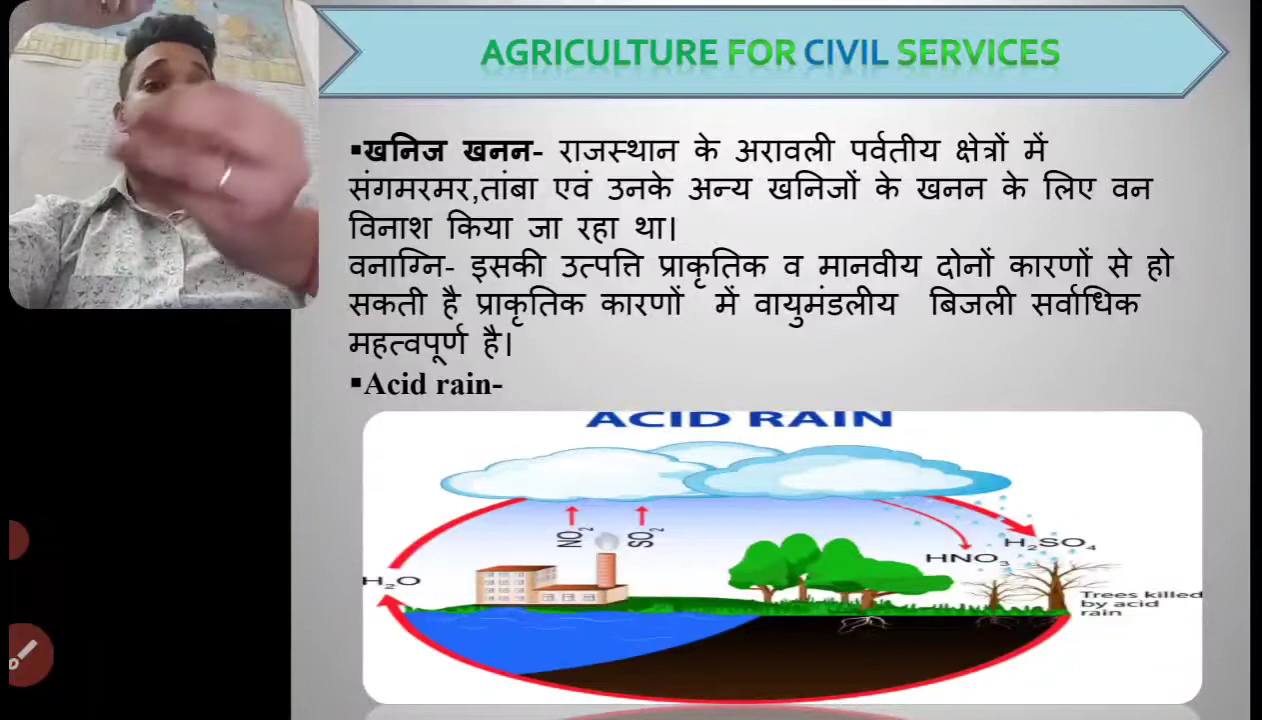 AGRICULTURE FOR CIVIL SERVICES
▪खनिज खनन- राजस्थान के अरावली पर्वतीय क्षेत्रों में
संगमरमर,तांबा एवं उनके अन्य खनिजों के खनन के लिए वन
विनाश किया जा रहा था।
वनाग्नि- इसकी उत्पत्ति प्राकृतिक व मानवीय दोनों कारणों से हो
सकती है प्राकृतिक कारणों में वायुमंडलीय बिजली सर्वाधिक
महत्वपूर्ण है।
▪Acid rain-
ACID RAIN
NO₂
SO₂
H₂SO₄
HNO₃
H₂O
Trees killed
by acid
rain